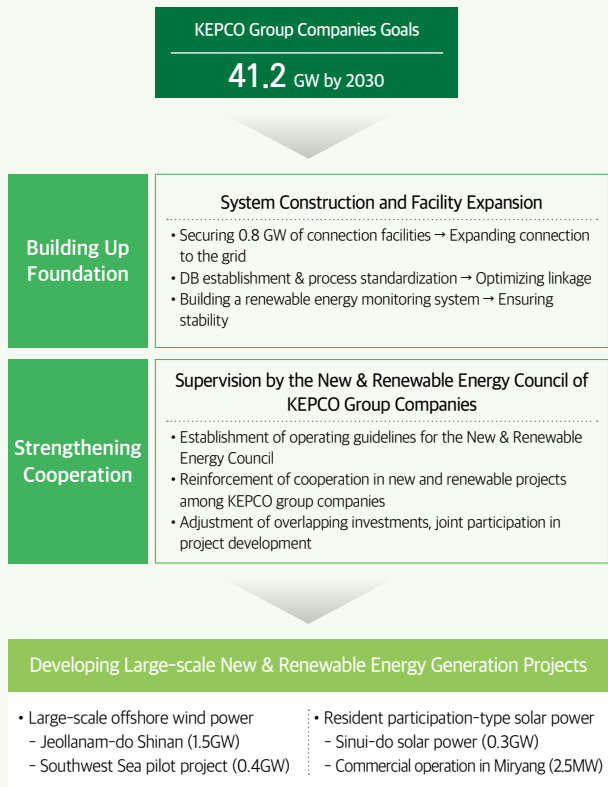 KEPCO Group Companies Goals
41.2 GW by 2030
Building Up
Foundation
System Construction and Facility Expansion
• Securing 0.8 GW of connection facilities → Expanding connection
to the grid
• DB establishment & process standardization → Optimizing linkage
• Building a renewable energy monitoring system → Ensuring
stability
Strengthening
Cooperation
Supervision by the New & Renewable Energy Council of
KEPCO Group Companies
• Establishment of operating guidelines for the New & Renewable
Energy Council
• Reinforcement of cooperation in new and renewable projects
among KEPCO group companies
• Adjustment of overlapping investments, joint participation in
project development
Developing Large-scale New & Renewable Energy Generation Projects
• Large-scale offshore wind power
- Jeollanam-do Shinan (1.5GW)
- Southwest Sea pilot project (0.4GW)
• Resident participation-type solar power
- Sinui-do solar power (0.3GW)
- Commercial operation in Miryang (2.5MW)